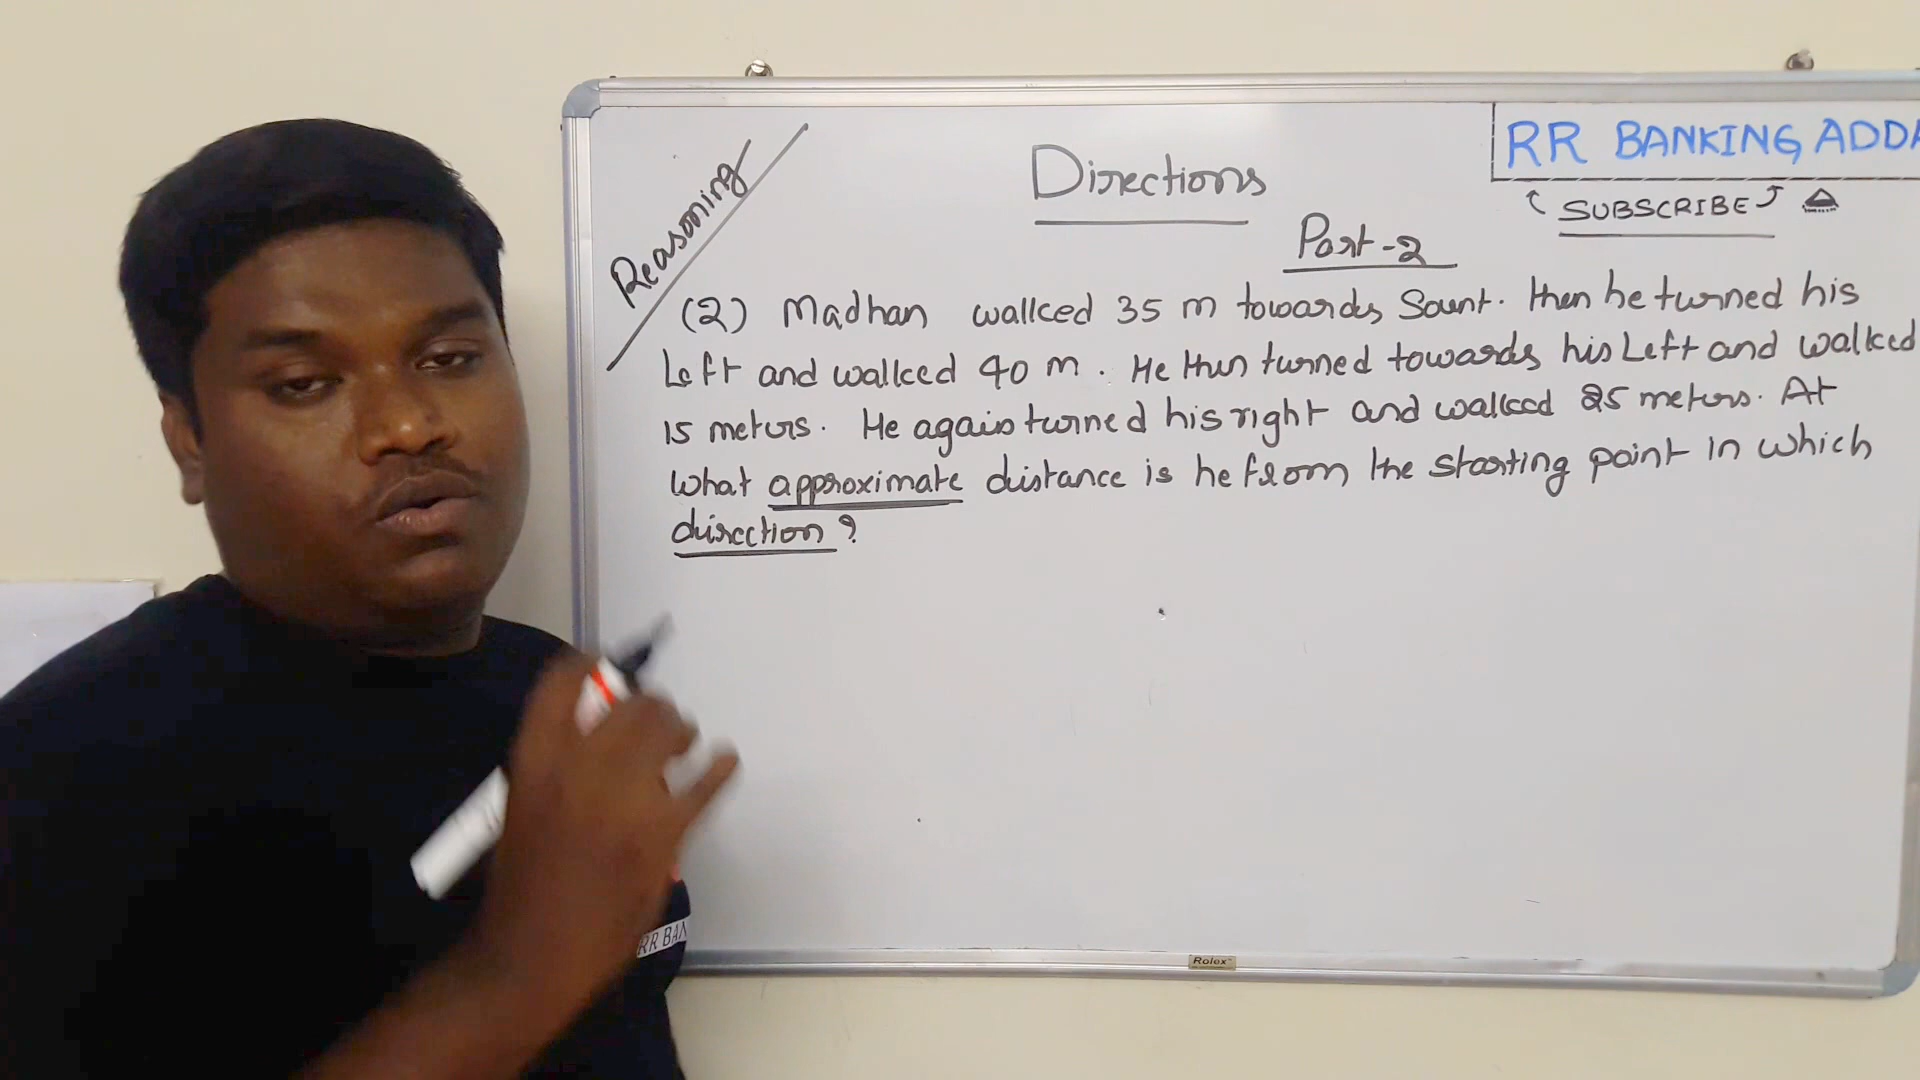 Reasoning
Directions
RR BANKING ADDA
SUBSCRIBE
Part-2
(2) Madhan walked 35 m towards Sount. then he turned his
Left and walked 40 m. He then turned towards his Left and walked
15 meters. He again turned his right and walked 25 meters. At
what approximate distance is he from the starting point in which
direction?
RR BAN
Rolex